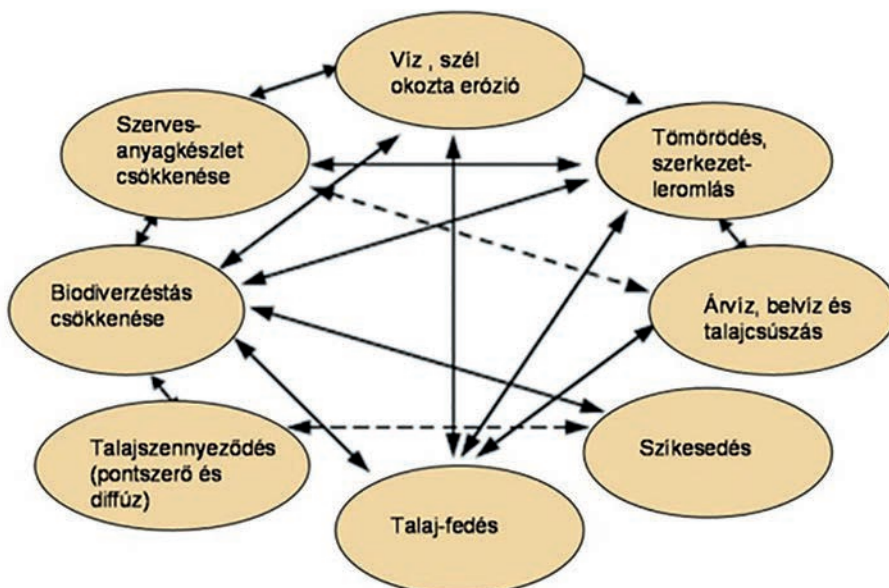 Víz , szél
okozta erózió
Szerves-
anyagkészlet
csökkenése
Tömörödés,
szerkezet-
leromlás
Biodiverzéstás
csökkenése
Árvíz, belvíz és
talajcsúszás
Talajszennyeződés
(pontszerő és
diffúz)
Szíkesedés
Talaj-fedés